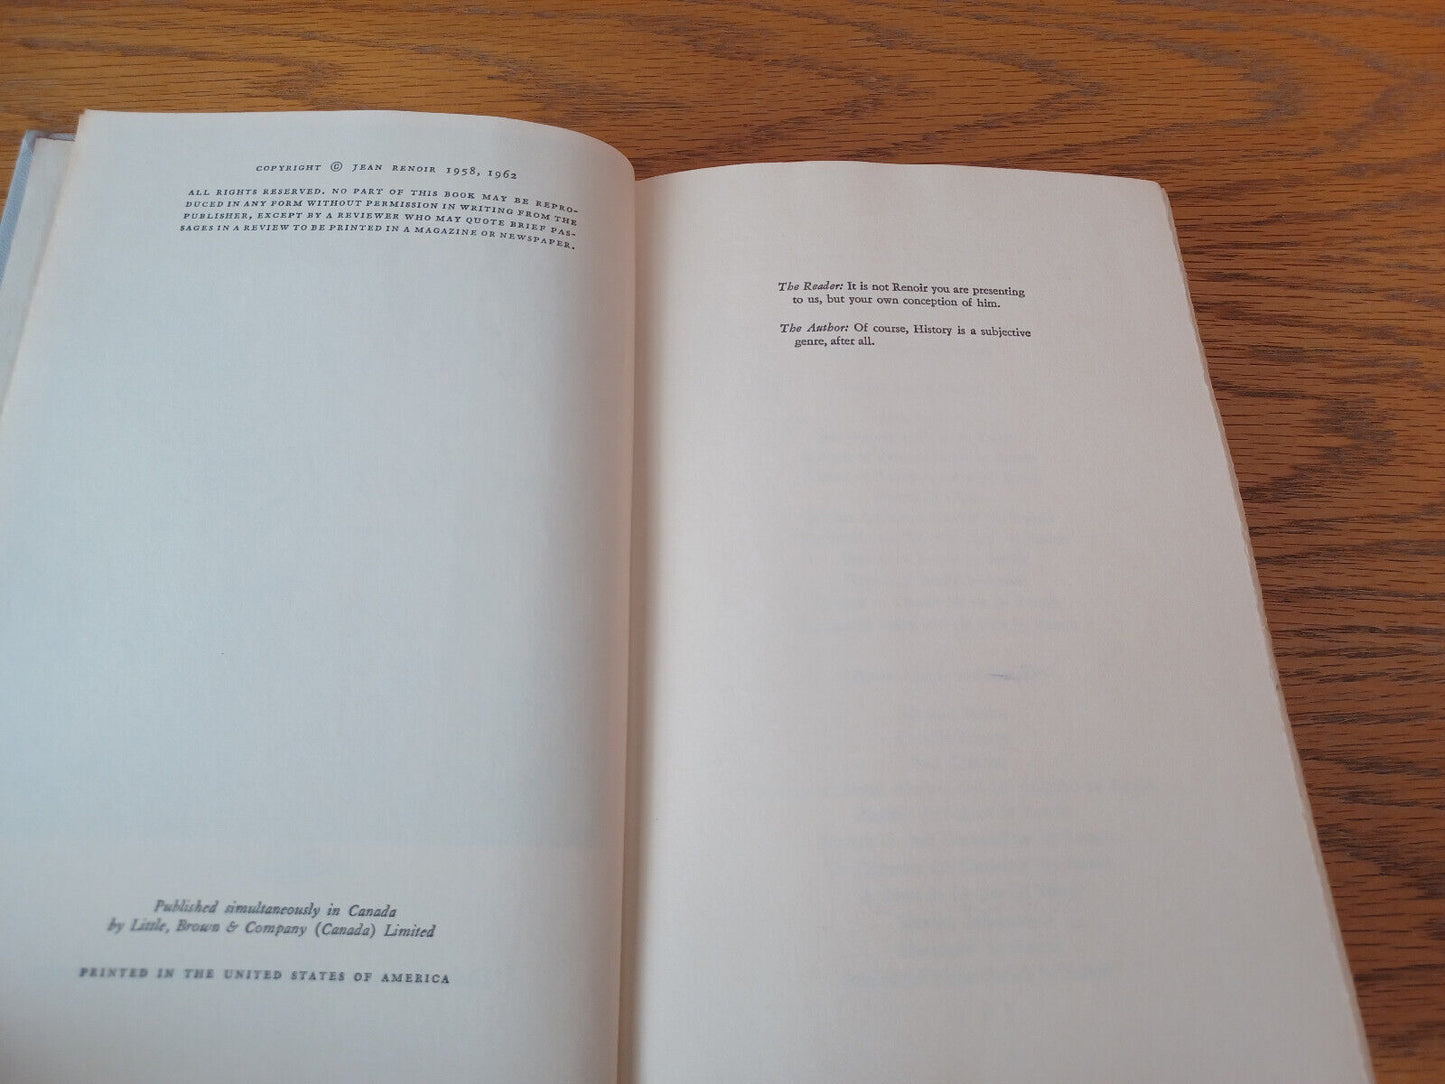 COPYRIGHT © JEAN RENOIR 1958, 1962
ALL RIGHTS RESERVED. NO PART OF THIS BOOK MAY BE REPRO-
DUCED IN ANY FORM WITHOUT PERMISSION IN WRITING FROM THE
PUBLISHER, EXCEPT BY A REVIEWER WHO MAY QUOTE BRIEF PAS-
SAGES IN A REVIEW TO BE PRINTED IN A MAGAZINE OR NEWSPAPER.
Published simultaneously in Canada
by Little, Brown & Company (Canada) Limited
PRINTED IN THE UNITED STATES OF AMERICA
The Reader: It is not Renoir you are presenting
to us, but your own conception of him.
The Author: Of course, History is a subjective
genre, after all.